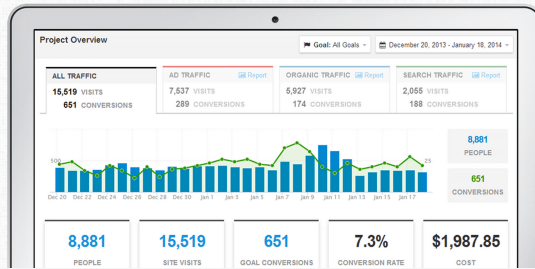 Project Overview
Goal: All Goals
December 20, 2013 - January 18, 2014
ALL TRAFFIC
15,519 VISITS
651 CONVERSIONS
AD TRAFFIC Report
7,537 VISITS
289 CONVERSIONS
ORGANIC TRAFFIC Report
5,927 VISITS
174 CONVERSIONS
SEARCH TRAFFIC Report
2,055 VISITS
188 CONVERSIONS
500
25
Dec 20 Dec 22 Dec 24 Dec 26 Dec 28 Dec 30 Jan 1 Jan 3 Jan 5 Jan 7 Jan 9 Jan 11 Jan 13 Jan 15 Jan 17
8,881
PEOPLE
651
CONVERSIONS
8,881
PEOPLE
15,519
SITE VISITS
651
GOAL CONVERSIONS
7.3%
CONVERSION RATE
$1,987.85
COST